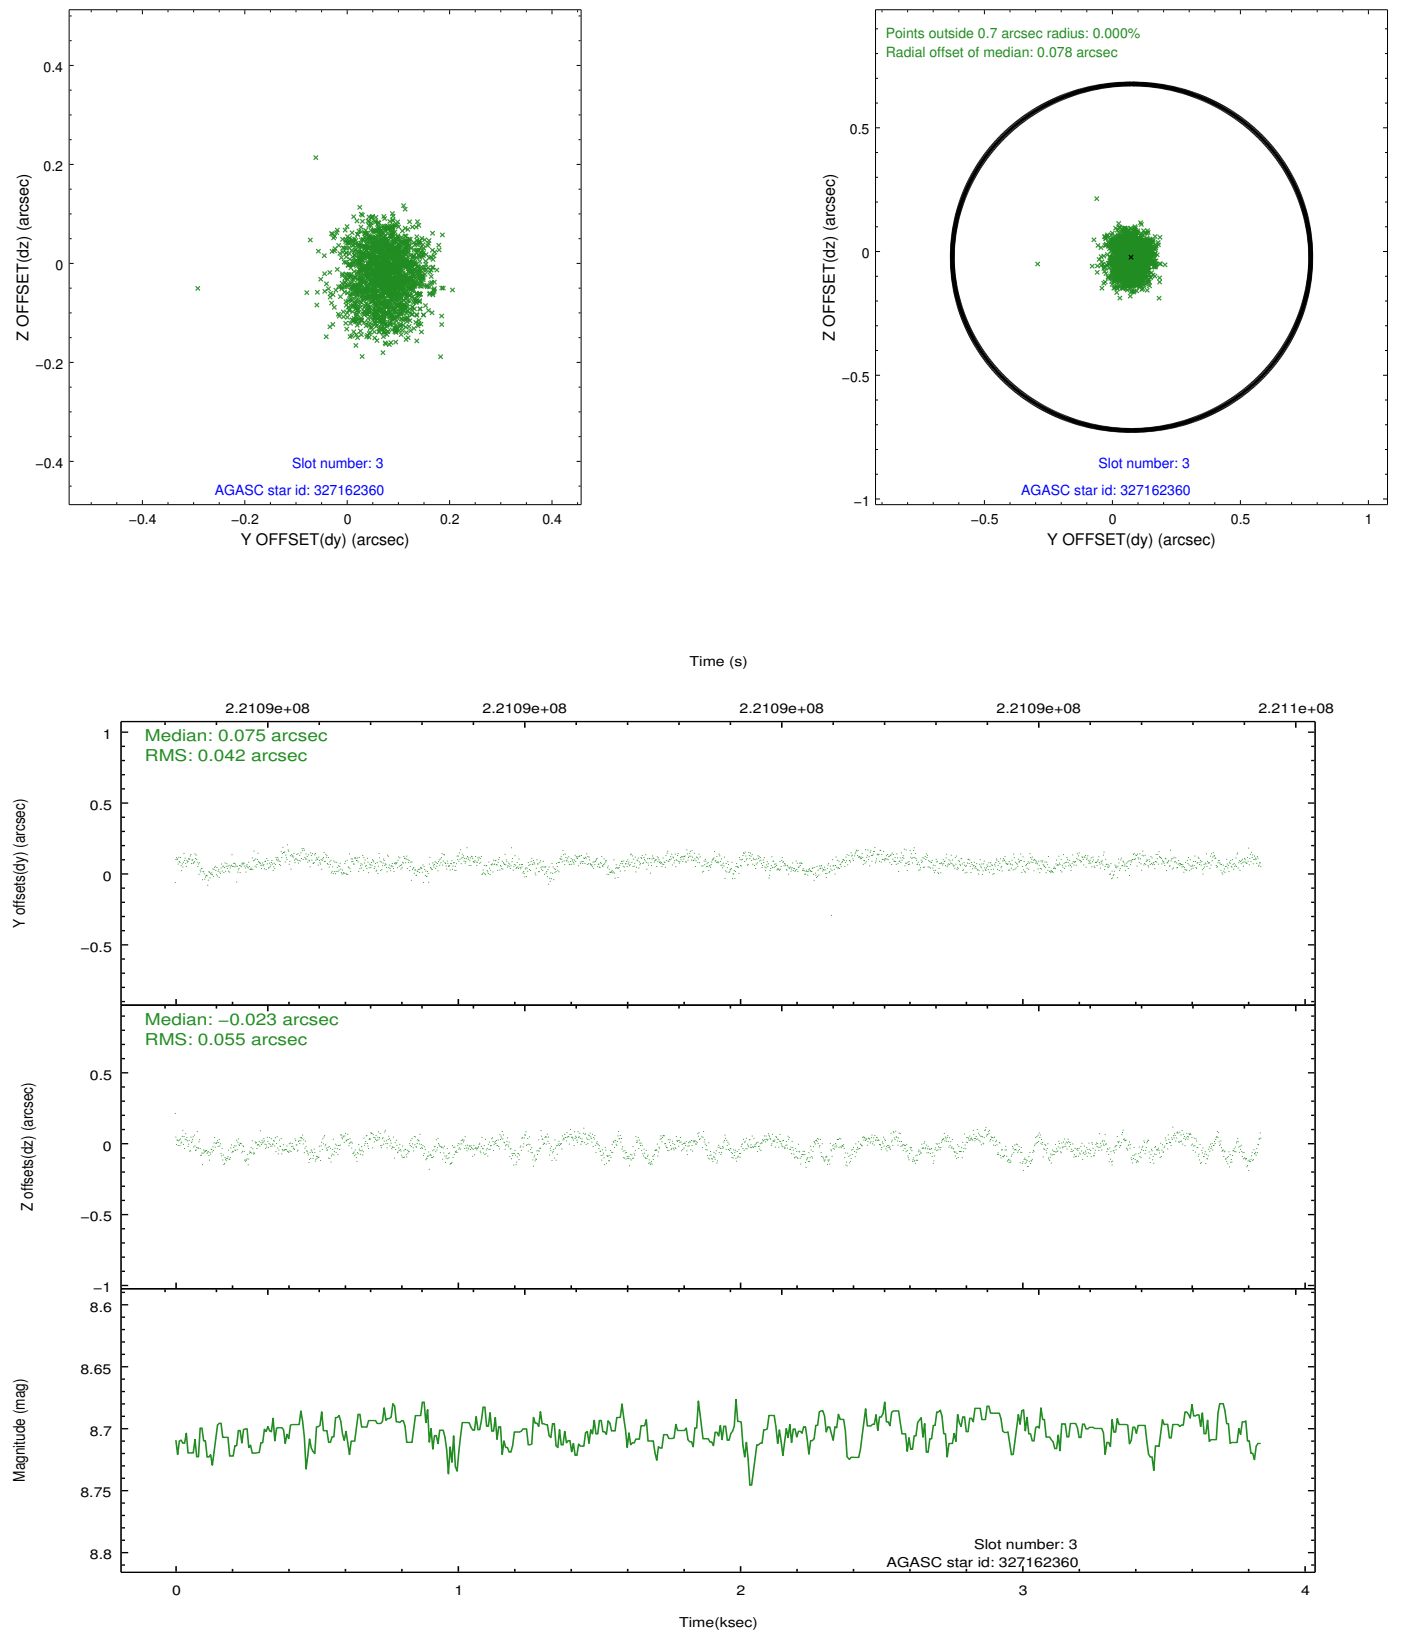 0.4
0.2
0
−0.2
−0.4
Z OFFSET(dz) (arcsec)
Slot number: 3
AGASC star id: 327162360
−0.4 −0.2 0 0.2 0.4
Y OFFSET(dy) (arcsec)
Points outside 0.7 arcsec radius: 0.000%
Radial offset of median: 0.078 arcsec
0.5
0
−0.5
−1
Z OFFSET(dz) (arcsec)
Slot number: 3
AGASC star id: 327162360
−0.5 0 0.5 1
Y OFFSET(dy) (arcsec)
Time (s)
2.2109e+08 2.2109e+08 2.2109e+08 2.2109e+08 2.211e+08
Median: 0.075 arcsec
RMS: 0.042 arcsec
1
0.5
0
−0.5
Y offsets(dy) (arcsec)
Median: −0.023 arcsec
RMS: 0.055 arcsec
0.5
0
−0.5
−1
Z offsets(dz) (arcsec)
8.6
8.65
8.7
8.75
8.8
Magnitude (mag)
Slot number: 3
AGASC star id: 327162360
0 1 2 3 4
Time(ksec)